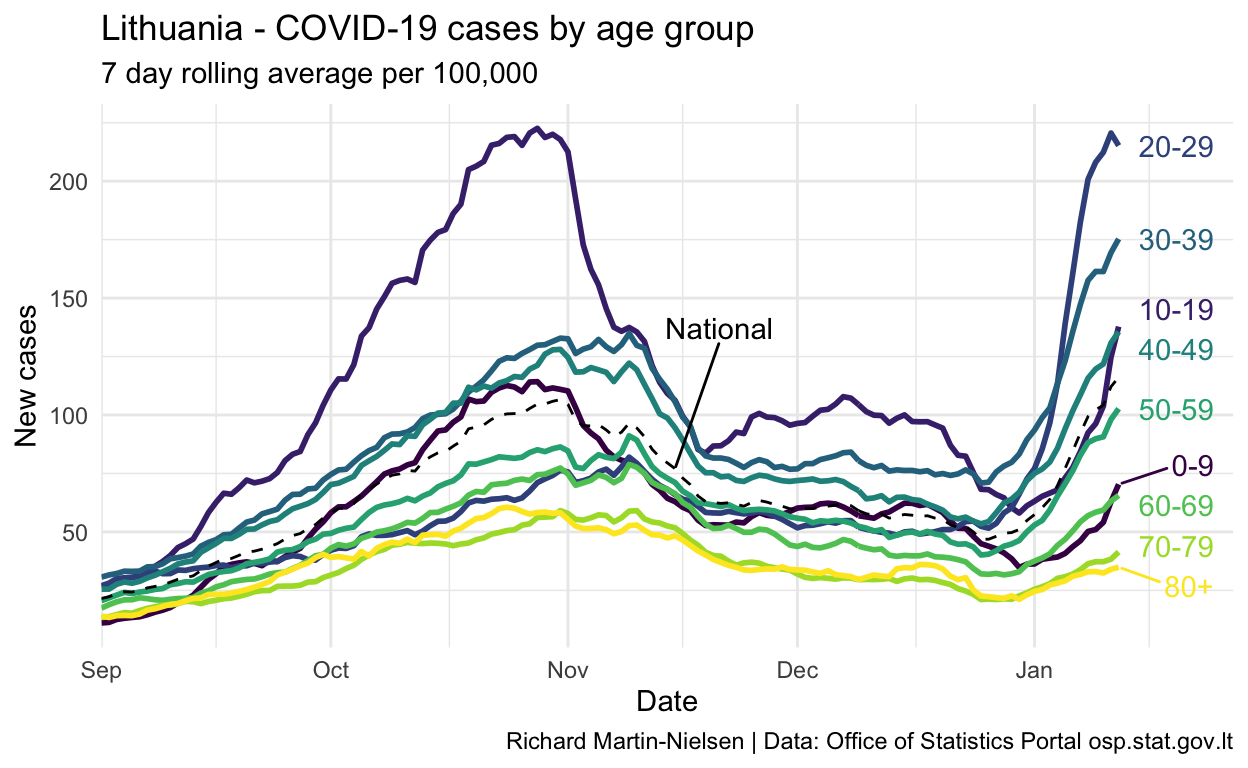 Lithuania - COVID-19 cases by age group
7 day rolling average per 100,000
New cases
200
150
100
50
National
20-29
30-39
10-19
40-49
50-59
0-9
60-69
70-79
80+
Sep
Oct
Nov
Dec
Jan
Date
Richard Martin-Nielsen | Data: Office of Statistics Portal osp.stat.gov.lt